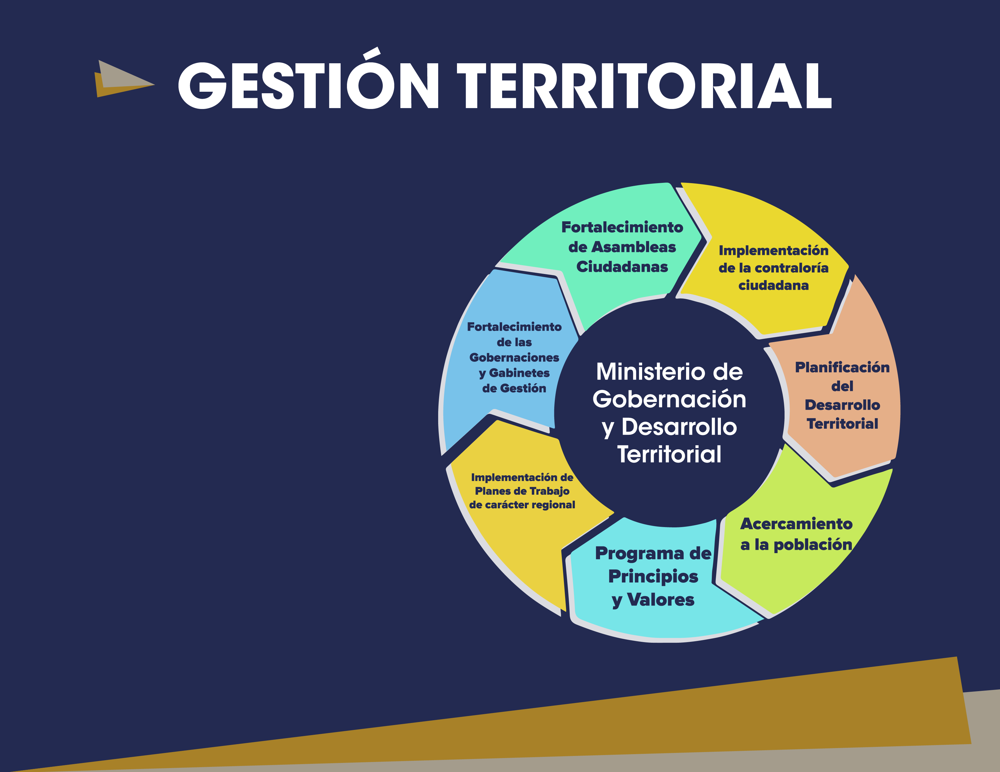 GESTIÓN TERRITORIAL
Fortalecimiento
de Asambleas
Ciudadanas
Implementación
de la contraloría
ciudadana
Planificación
del
Desarrollo
Territorial
Acercamiento
a la población
Programa de
Principios
y Valores
Implementación de
Planes de Trabajo
de carácter regional
Fortalecimiento
de las
Gobernaciones
y Gabinetes
de Gestión
Ministerio de
Gobernación
y Desarrollo
Territorial